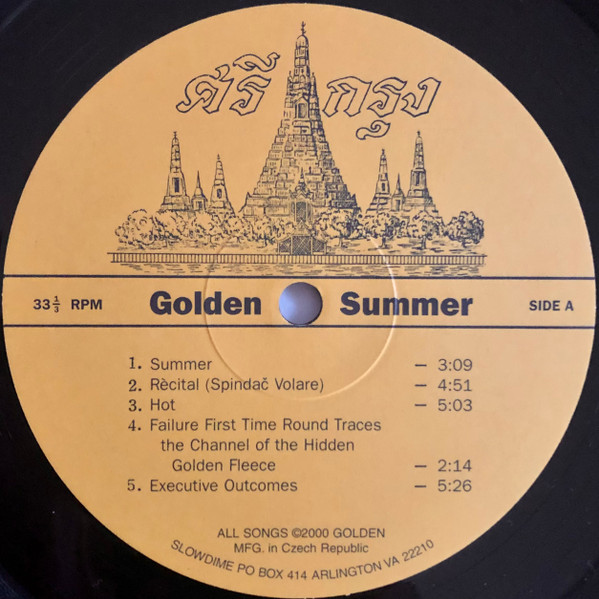 ศรีกรุง
33 1/3 RPM Golden Summer SIDE A
1. Summer – 3:09
2. Rècital (Spindač Volare) – 4:51
3. Hot – 5:03
4. Failure First Time Round Traces
the Channel of the Hidden
Golden Fleece – 2:14
5. Executive Outcomes – 5:26
ALL SONGS ©2000 GOLDEN
MFG. in Czech Republic
SLOWDIME PO BOX 414 ARLINGTON VA 22210